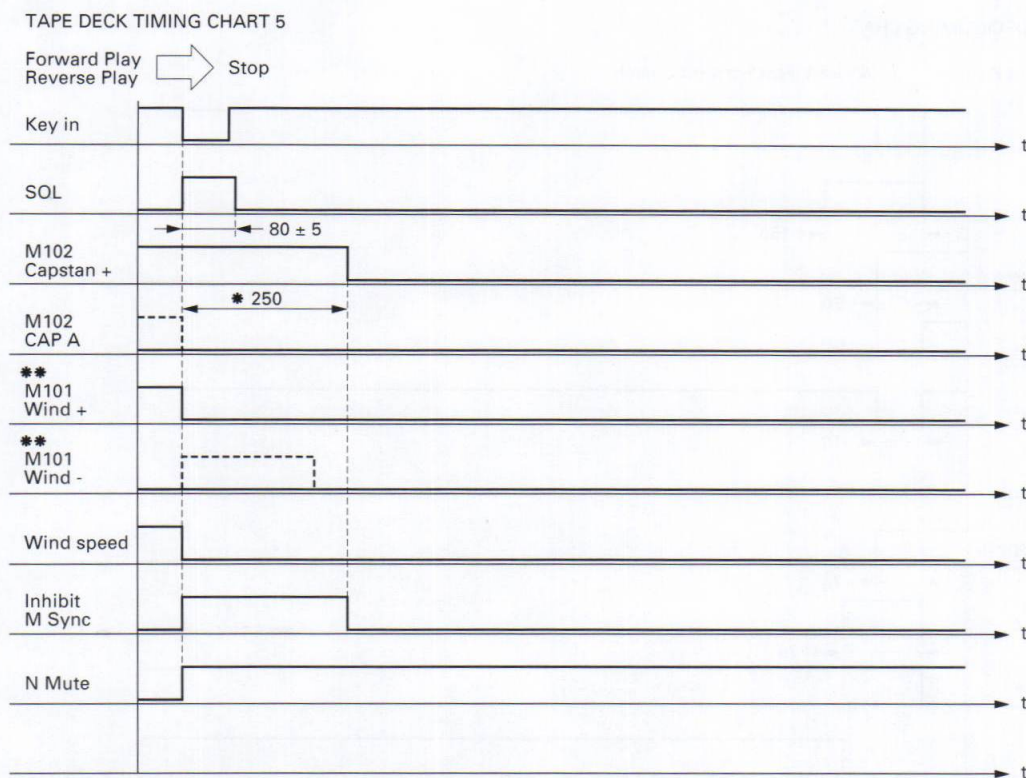 TAPE DECK TIMING CHART 5
Forward Play
Reverse Play
Stop
Key in
t
SOL
t
80 ± 5
M102
Capstan +
t
✱ 250
M102
CAP A
t
✱✱
M101
Wind +
t
✱✱
M101
Wind -
t
Wind speed
t
Inhibit
M Sync
t
N Mute
t
t